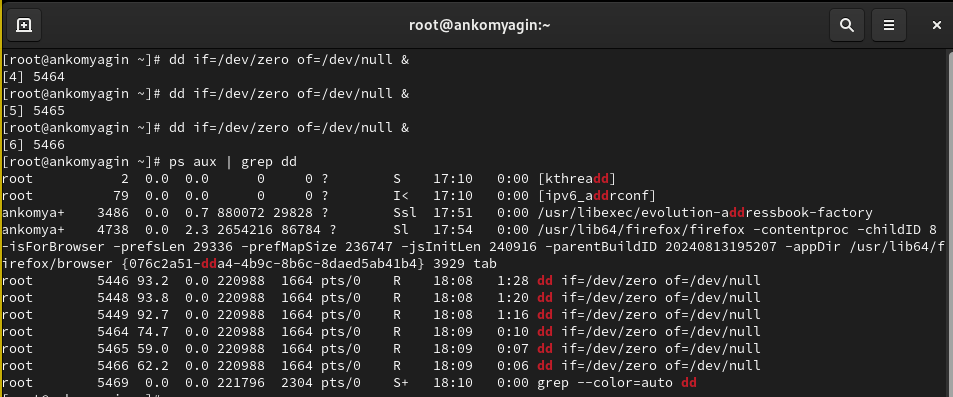 root@ankomyagin:~
[root@ankomyagin ~]# dd if=/dev/zero of=/dev/null &
[4] 5464
[root@ankomyagin ~]# dd if=/dev/zero of=/dev/null &
[5] 5465
[root@ankomyagin ~]# dd if=/dev/zero of=/dev/null &
[6] 5466
[root@ankomyagin ~]# ps aux | grep dd
root           2  0.0  0.0      0     0 ?        S    17:10   0:00 [kthreadd]
root          79  0.0  0.0      0     0 ?        I<   17:10   0:00 [ipv6_addrconf]
ankomya+    3486  0.0  0.7 880072 29828 ?        Ssl  17:51   0:00 /usr/libexec/evolution-addressbook-factory
ankomya+    4738  0.0  2.3 2654216 86784 ?       Sl   17:54   0:00 /usr/lib64/firefox/firefox -contentproc -childID 8
-isForBrowser -prefsLen 29336 -prefMapSize 236747 -jsInitLen 240916 -parentBuildID 20240813195207 -appDir /usr/lib64/f
irefox/browser {076c2a51-dda4-4b9c-8b6c-8daed5ab41b4} 3929 tab
root        5446 93.2  0.0 220988  1664 pts/0    R    18:08   1:28 dd if=/dev/zero of=/dev/null
root        5448 93.8  0.0 220988  1664 pts/0    R    18:08   1:20 dd if=/dev/zero of=/dev/null
root        5449 92.7  0.0 220988  1664 pts/0    R    18:08   1:16 dd if=/dev/zero of=/dev/null
root        5464 74.7  0.0 220988  1664 pts/0    R    18:09   0:10 dd if=/dev/zero of=/dev/null
root        5465 59.0  0.0 220988  1664 pts/0    R    18:09   0:07 dd if=/dev/zero of=/dev/null
root        5466 62.2  0.0 220988  1664 pts/0    R    18:09   0:06 dd if=/dev/zero of=/dev/null
root        5469  0.0  0.0 221796  2304 pts/0    S+   18:10   0:00 grep --color=auto dd